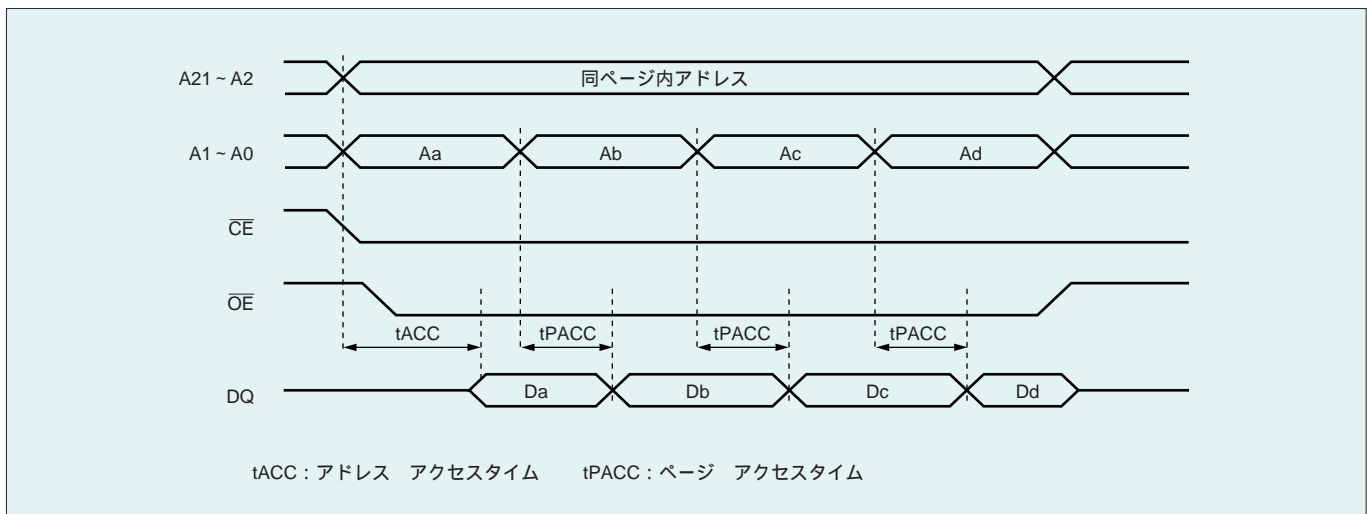 A21 ~ A2
同ページ内アドレス
A1 ~ A0
Aa
Ab
Ac
Ad
CE
OE
tACC
tPACC
tPACC
tPACC
DQ
Da
Db
Dc
Dd
tACC：アドレス　アクセスタイム　　tPACC：ページ　アクセスタイム